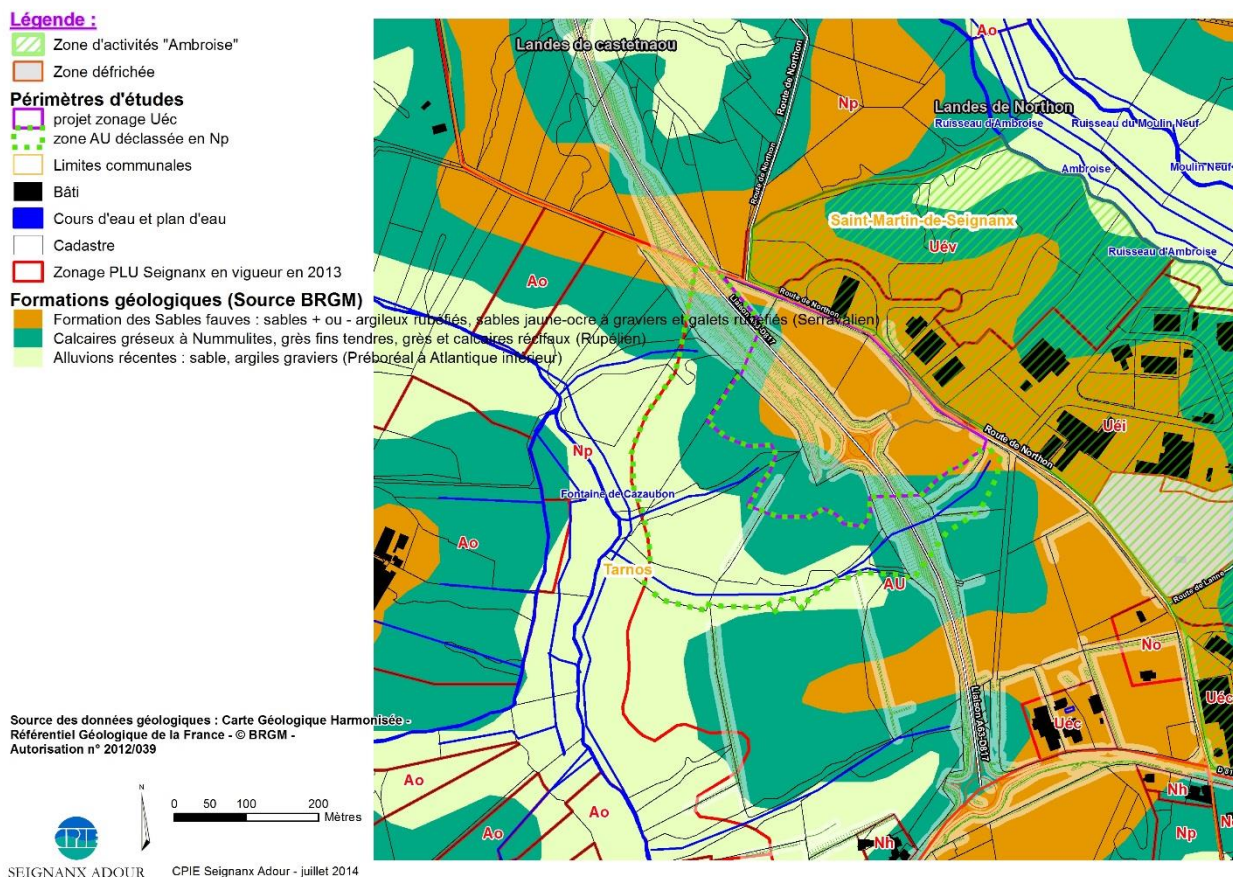 Légende :
Zone d'activités "Ambroise"
Zone défrichée
Périmètres d'études
projet zonage Uéc
zone AU déclassée en Np
Limites communales
Bâti
Cours d'eau et plan d'eau
Cadastre
Zonage PLU Seignanx en vigueur en 2013
Formations géologiques (Source BRGM)
Formation des Sables fauves : sables + ou - argileux rubéfiés, sables jaune-ocre à graviers et galets rubéfiés (Serravalien)
Calcaires gréseux à Nummulites, grès fins tendres, grès et calcaires récifaux (Rupélien)
Alluvions récentes : sable, argiles graviers (Préboréal à Atlantique inférieur)
Source des données géologiques : Carte Géologique Harmonisée -
Référentiel Géologique de la France - © BRGM -
Autorisation n° 2012/039
N
0 50 100 200
Mètres
CPIE
SEIGNANX ADOUR
CPIE Seignanx Adour - juillet 2014
Landes de castetnaou
Route de Northon
Ao
Np
Landes de Northon
Ruisseau d'Ambroise
Ruisseau du Moulin Neuf
Ambroise
Moulin Neuf
Route de Northon
Saint-Martin-de-Seignanx
Uév
Ruisseau d'Ambroise
Ao
Route de Northon
Uéi
Route de Northon
Np
Fontaine de Cazaubon
Ao
Tarnos
AU
Route de Lanne
No
Uéc
Uéc
Liaison A63-D817
D 81
Ao
Ao
Ao
Nh
Nh
Np